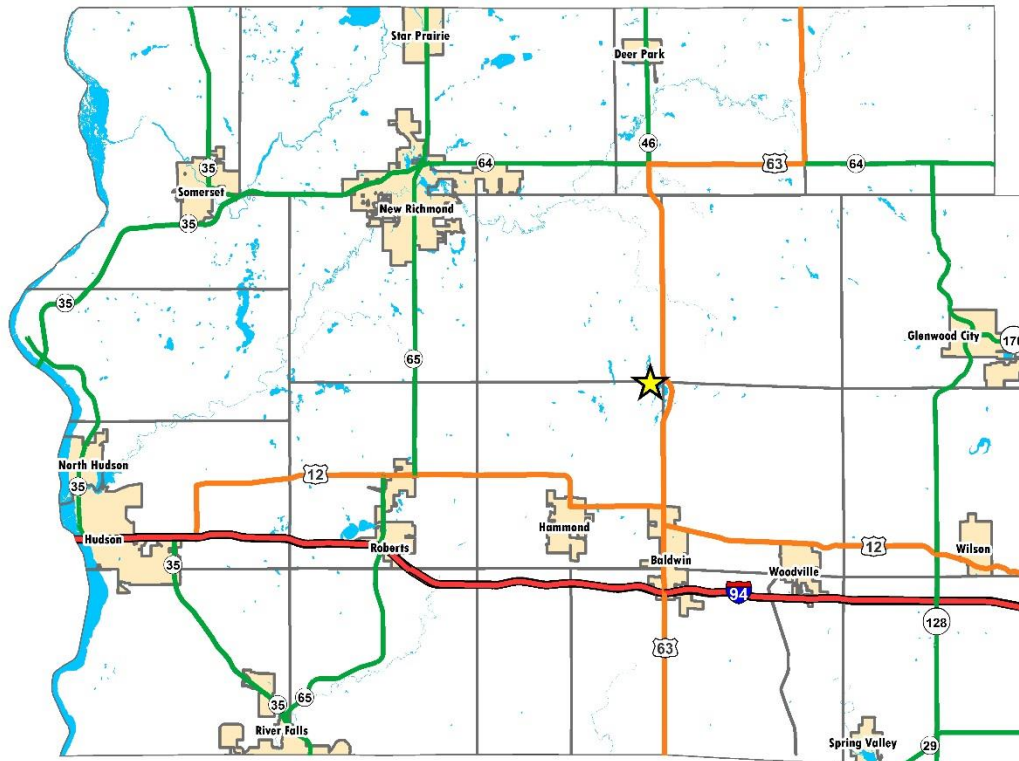 Star Prairie
Deer Park
46
35
64
63
64
Somerset
New Richmond
35
35
65
Glenwood City
North Hudson
35
12
Hammond
Hudson
Roberts
Baldwin
12
Wilson
Woodville
35
94
128
63
35
65
River Falls
Spring Valley
29